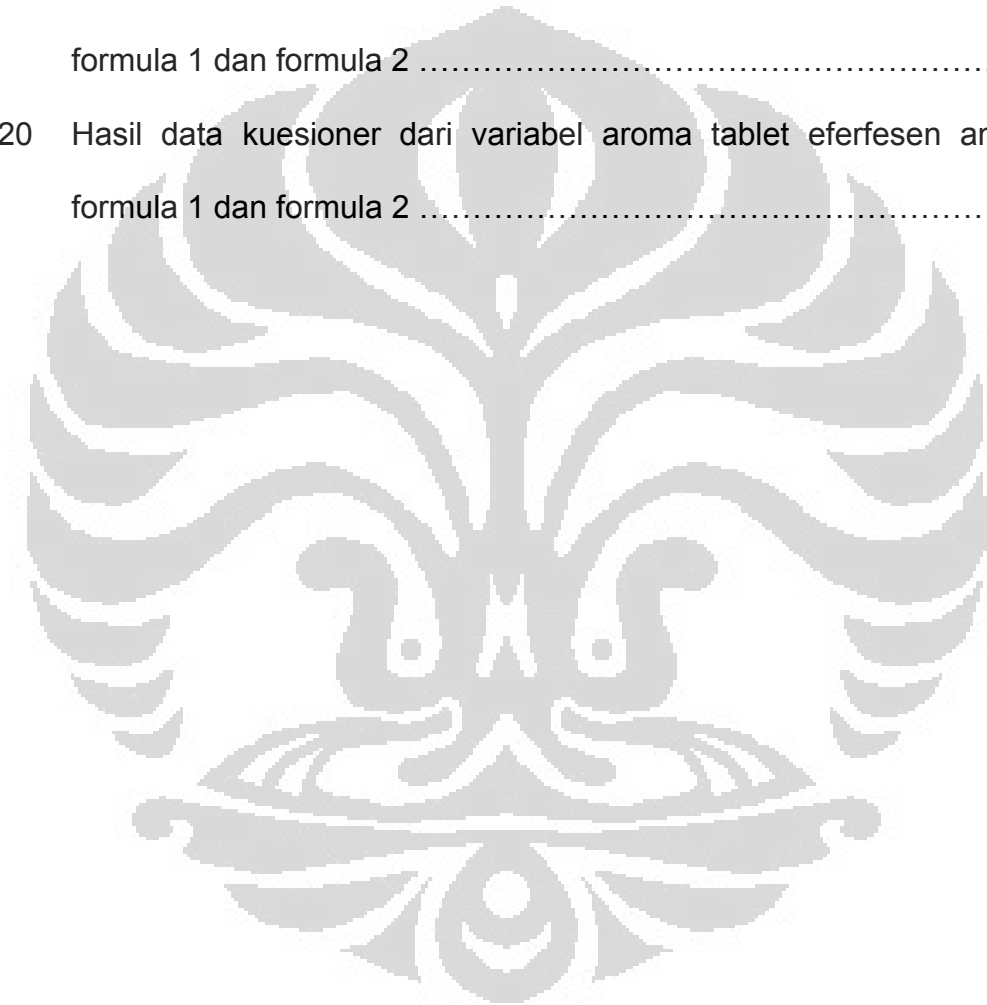 formula 1 dan formula 2 ……………………………………………………
20 Hasil data kuesioner dari variabel aroma tablet eferfesen
formula 1 dan formula 2 ……………………………………………………